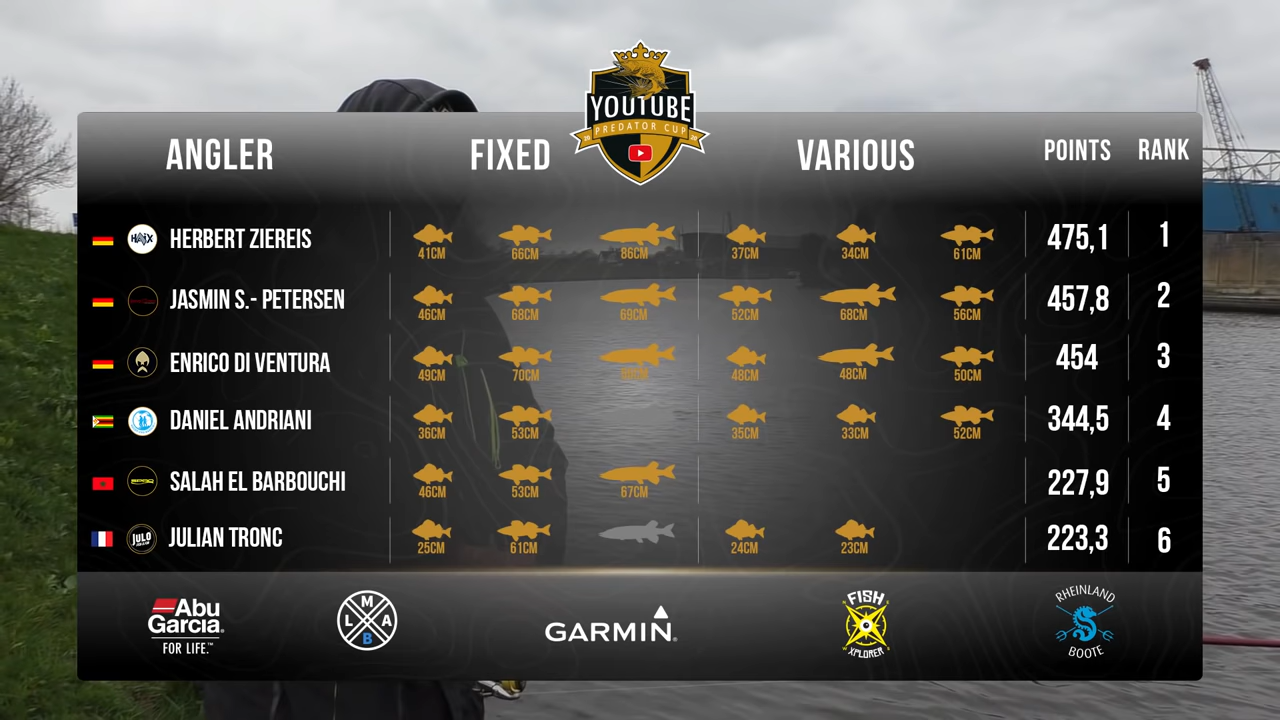 YOUTUBE
20 PREDATOR CUP 20
ANGLER FIXED VARIOUS POINTS RANK
HAIX HERBERT ZIEREIS 41CM 66CM 86CM 37CM 34CM 61CM 475,1 1
JASMIN S.- PETERSEN 46CM 68CM 69CM 52CM 68CM 56CM 457,8 2
ENRICO DI VENTURA 49CM 70CM 48CM 48CM 50CM 454 3
DANIEL ANDRIANI 36CM 53CM 35CM 33CM 52CM 344,5 4
SALAH EL BARBOUCHI 46CM 53CM 67CM 227,9 5
JULO JULIAN TRONC 25CM 61CM 24CM 23CM 223,3 6
Abu Garcia®
FOR LIFE.™
M
L A
B
GARMIN®
FISH
XPLORER
RHEINLAND
BOOTE